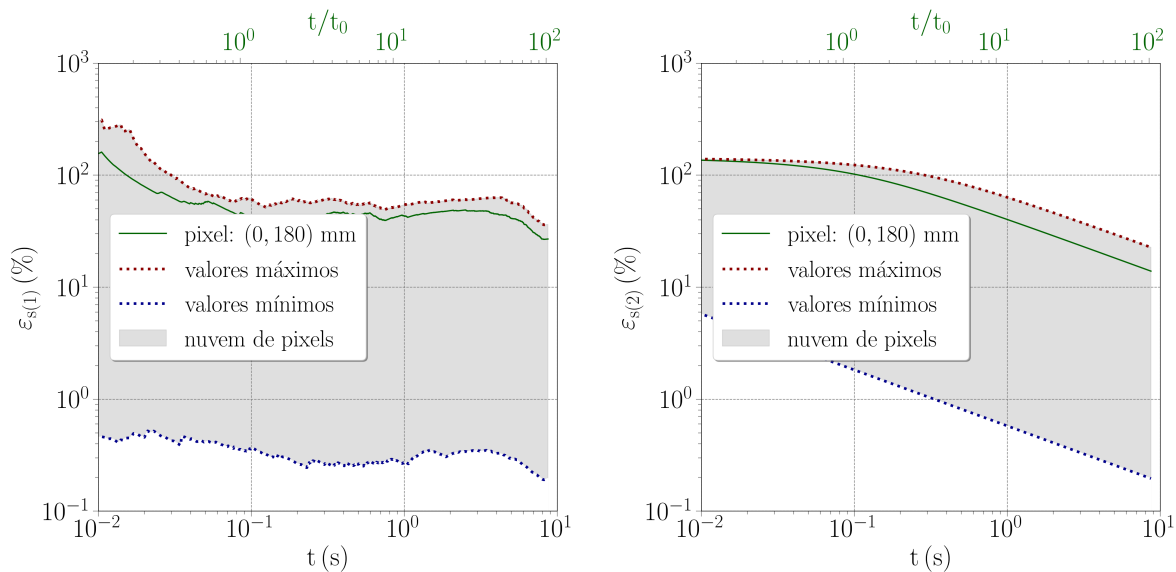 t/t₀
10⁰ 10¹ 10²
10³
10²
10¹
10⁰
10⁻¹
ε_s(1) (%)
pixel: (0, 180) mm
valores máximos
valores mínimos
nuvem de pixels
10⁻² 10⁻¹ 10⁰ 10¹
t (s)
t/t₀
10⁰ 10¹ 10²
10³
10²
10¹
10⁰
10⁻¹
ε_s(2) (%)
pixel: (0, 180) mm
valores máximos
valores mínimos
nuvem de pixels
10⁻² 10⁻¹ 10⁰ 10¹
t (s)